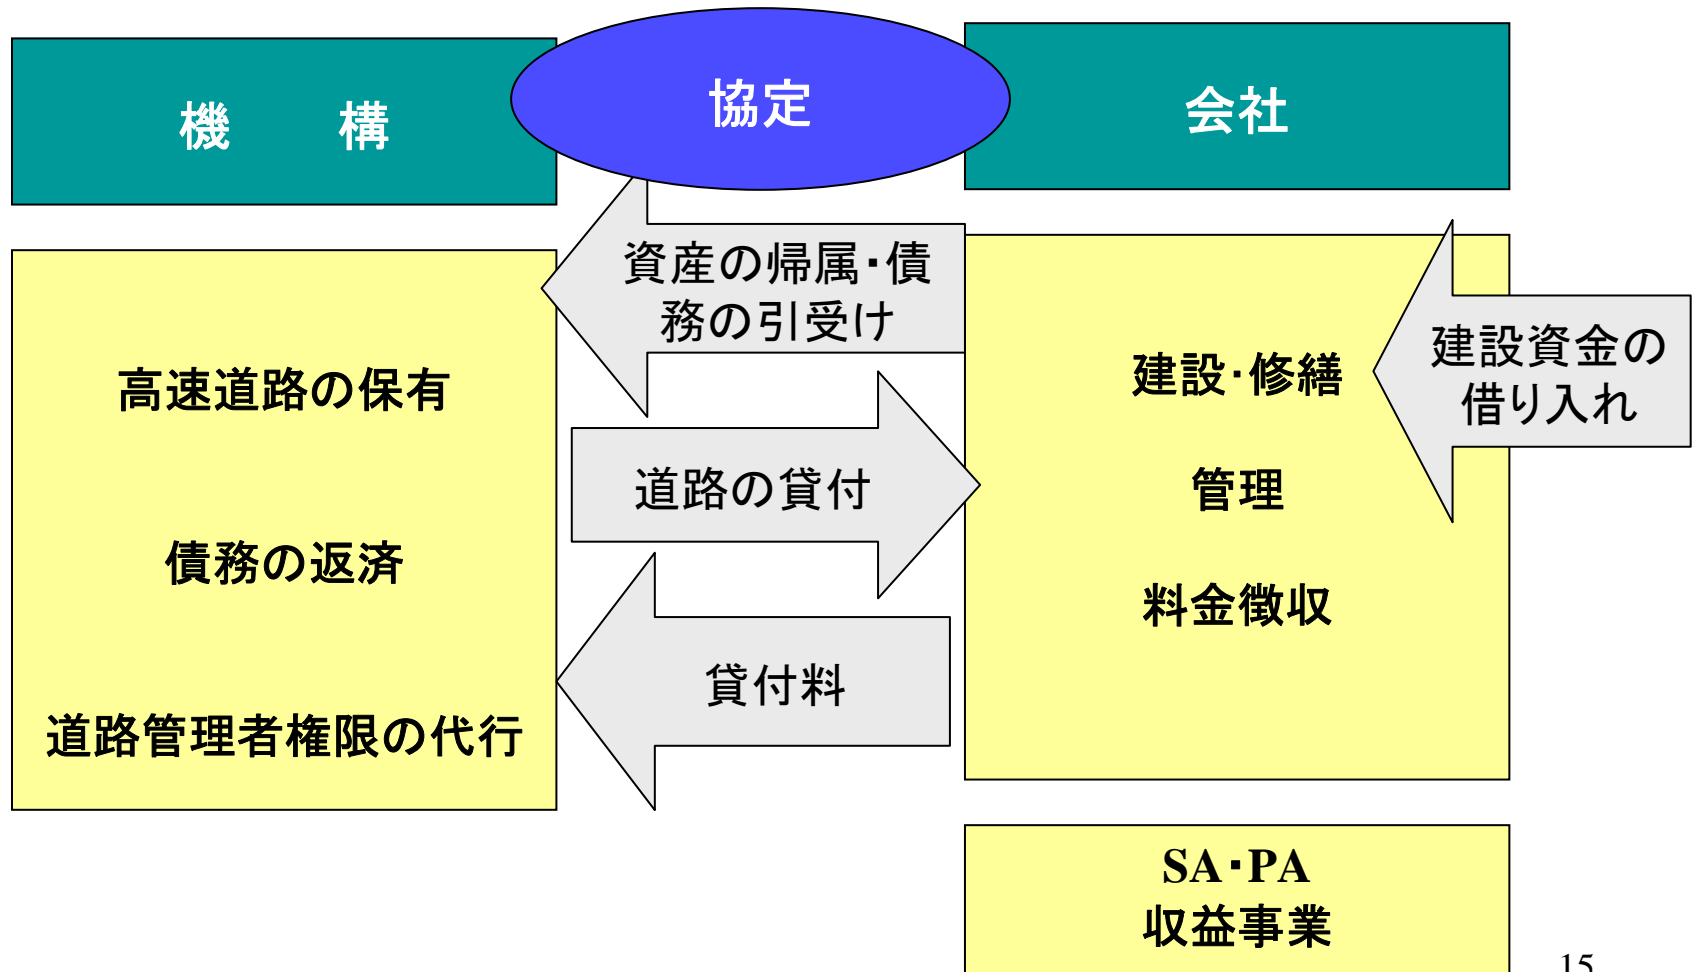 機　　構
協定
会社
資産の帰属・債
務の引受け
高速道路の保有
債務の返済
道路管理者権限の代行
道路の貸付
貸付料
建設・修繕
管理
料金徴収
建設資金の
借り入れ
SA・PA
収益事業
15